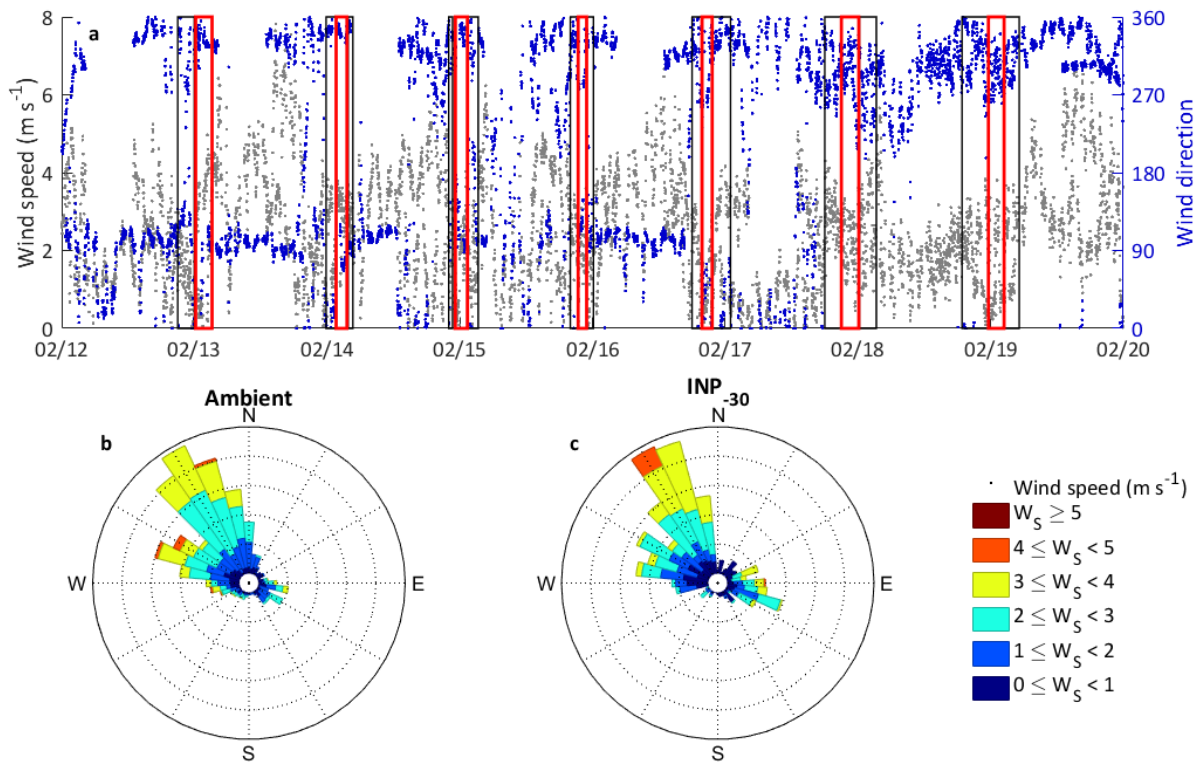 a
Wind speed (m s⁻¹)
8
6
4
2
0
360
270
180
90
0
Wind direction
02/12 02/13 02/14 02/15 02/16 02/17 02/18 02/19 02/20
Ambient
b
N
W
E
S
INP₋₃₀
c
N
W
E
S
Wind speed (m s⁻¹)
W_S ≥ 5
4 ≤ W_S < 5
3 ≤ W_S < 4
2 ≤ W_S < 3
1 ≤ W_S < 2
0 ≤ W_S < 1